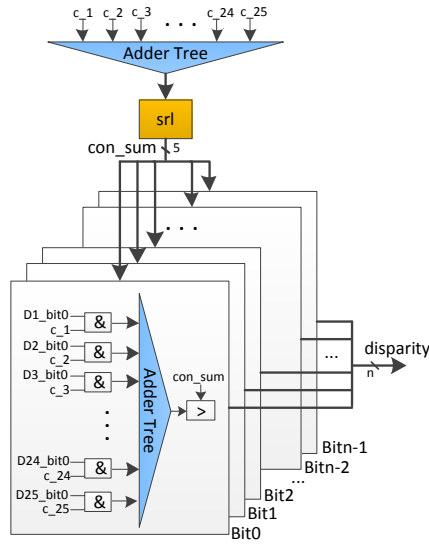 c_1 c_2 c_3 . . . c_24 c_25
Adder Tree
srl
con_sum 5
. . .
D1_bit0
c_1
&
D2_bit0
c_2
&
D3_bit0
c_3
&
D24_bit0
c_24
&
D25_bit0
c_25
&
Adder Tree
con_sum
>
...
disparity
n
Bitn-1
Bitn-2
...
Bit2
Bit1
Bit0